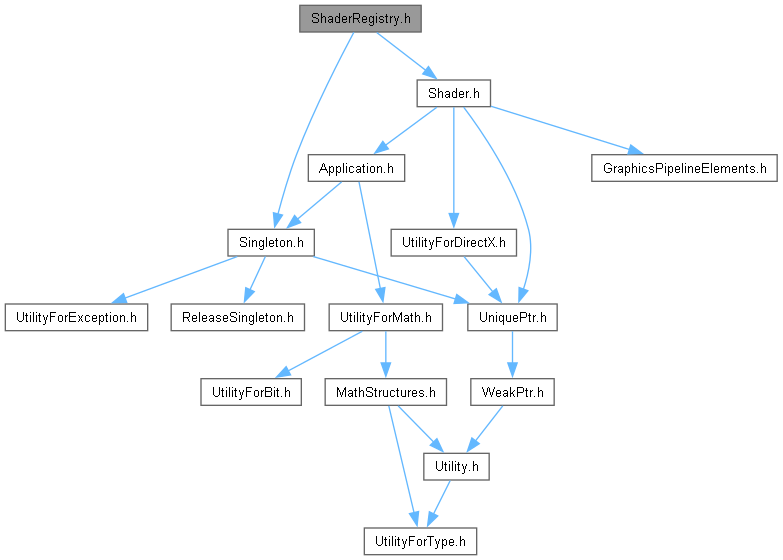 ShaderRegistry.h
Shader.h
Application.h
GraphicsPipelineElements.h
Singleton.h
UtilityForDirectX.h
UtilityForException.h
ReleaseSingleton.h
UtilityForMath.h
UniquePtr.h
UtilityForBit.h
MathStructures.h
WeakPtr.h
Utility.h
UtilityForType.h